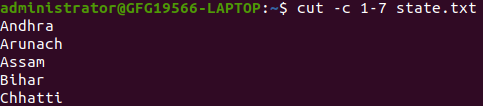 administrator@GFG19566-LAPTOP:~$ cut -c 1-7 state.txt
Andhra
Arunach
Assam
Bihar
Chhatti